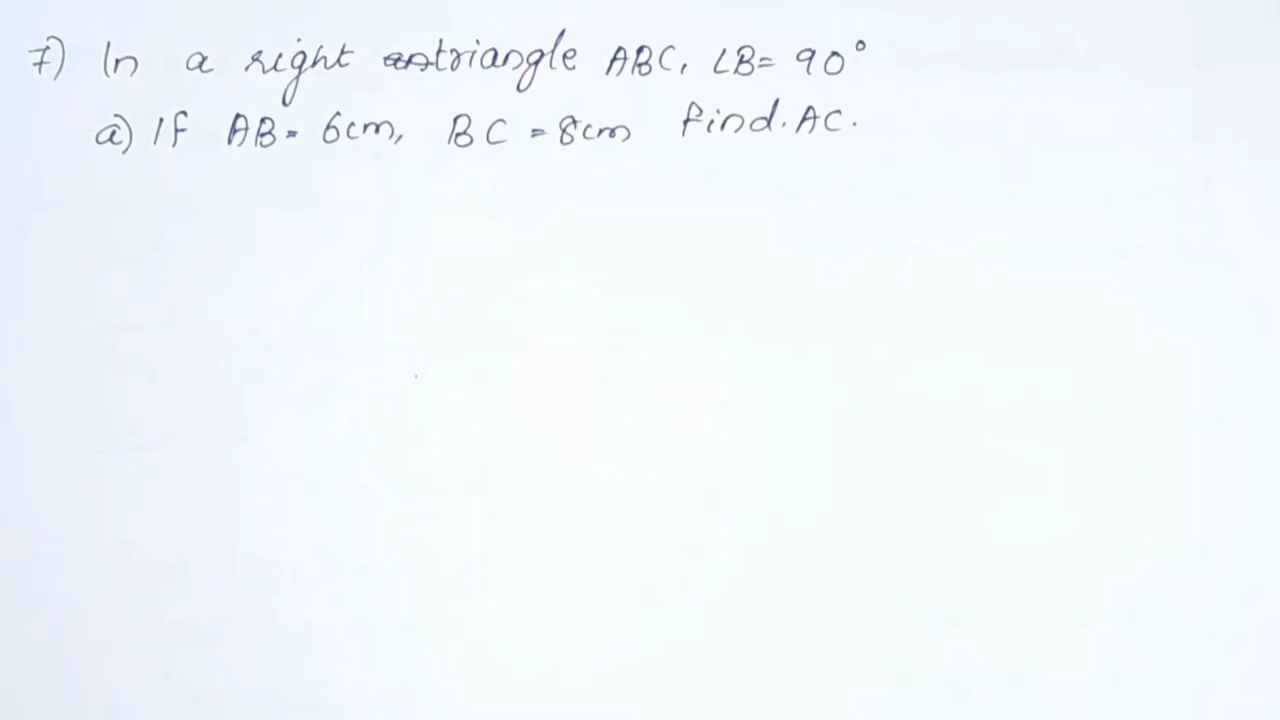 7) In a right triangle ABC, ∠B= 90°
a) If AB= 6cm, BC = 8cm find. AC.